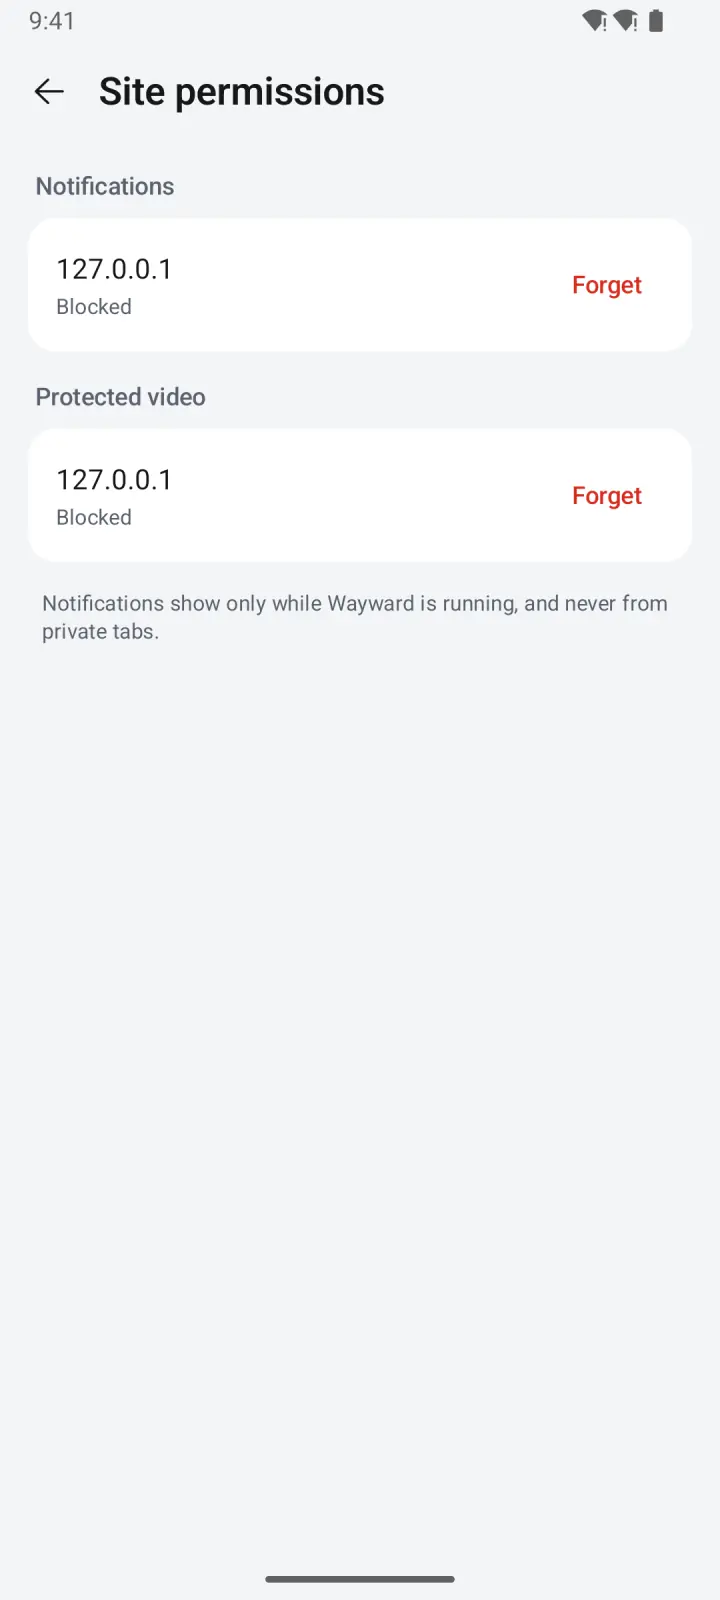 9:41
Site permissions
Notifications
127.0.0.1
Blocked
Forget
Protected video
127.0.0.1
Blocked
Forget
Notifications show only while Wayward is running, and never from
private tabs.